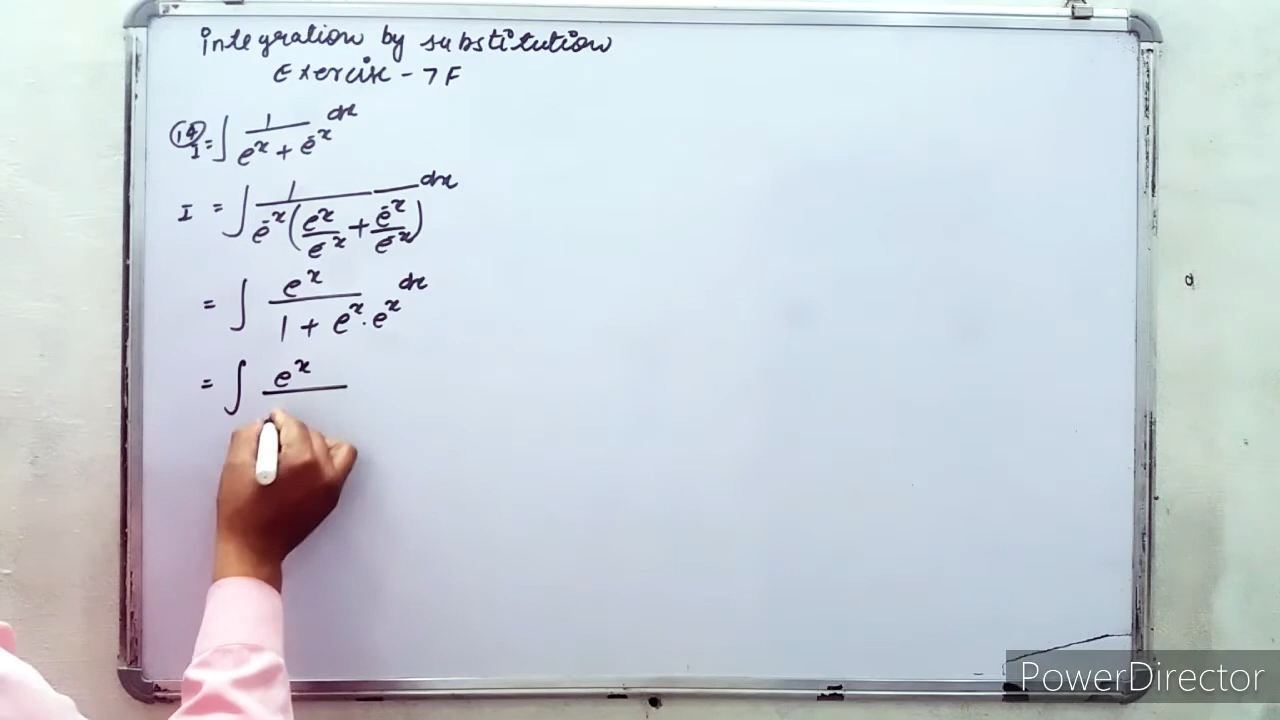 integration by substitution
Exercise - 7F
(14) I = ∫ 1/(e^x + e^-x) dx
I = ∫ 1/(e^-x (e^x/e^-x + e^-x/e^-x)) dx
= ∫ e^x/(1 + e^x · e^x) dx
= ∫ e^x
PowerDirector